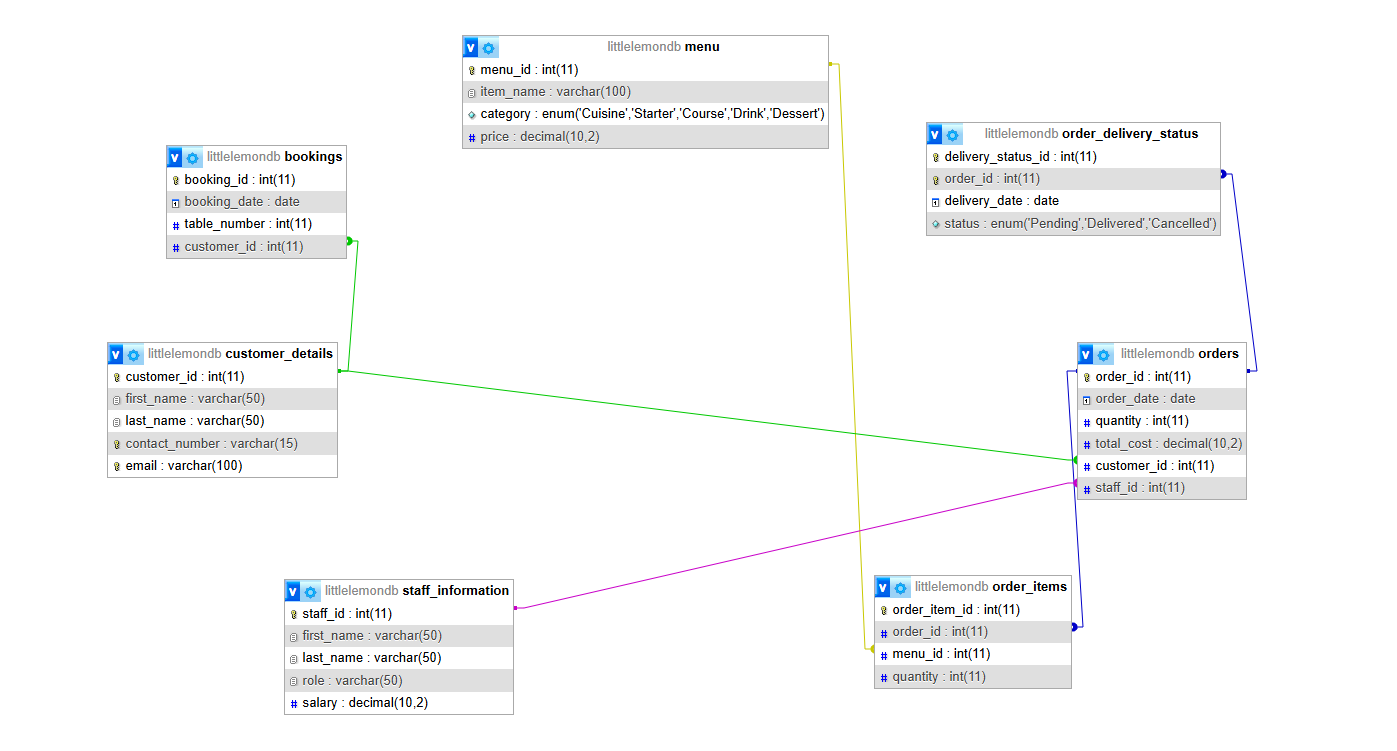 littlelemondb menu
menu_id : int(11)
item_name : varchar(100)
category : enum('Cuisine','Starter','Course','Drink','Dessert')
price : decimal(10,2)
littlelemondb order_delivery_status
delivery_status_id : int(11)
order_id : int(11)
delivery_date : date
status : enum('Pending','Delivered','Cancelled')
littlelemondb bookings
booking_id : int(11)
booking_date : date
table_number : int(11)
customer_id : int(11)
littlelemondb customer_details
customer_id : int(11)
first_name : varchar(50)
last_name : varchar(50)
contact_number : varchar(15)
email : varchar(100)
littlelemondb orders
order_id : int(11)
order_date : date
quantity : int(11)
total_cost : decimal(10,2)
customer_id : int(11)
staff_id : int(11)
littlelemondb staff_information
staff_id : int(11)
first_name : varchar(50)
last_name : varchar(50)
role : varchar(50)
salary : decimal(10,2)
littlelemondb order_items
order_item_id : int(11)
order_id : int(11)
menu_id : int(11)
quantity : int(11)